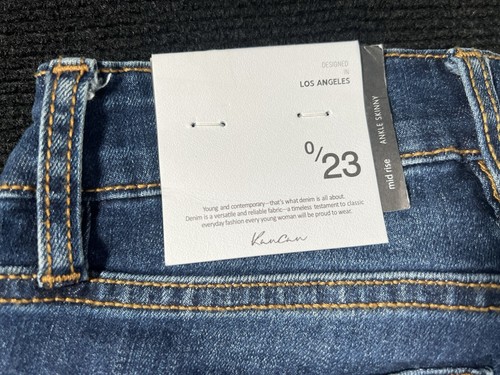 DESIGNED
IN
LOS ANGELES
0/23
mid rise ANKLE SKINNY
Young and contemporary—that's what denim is all about.
Denim is a versatile and reliable fabric—a timeless testament to classic
everyday fashion every young woman will be proud to wear.
KanCan